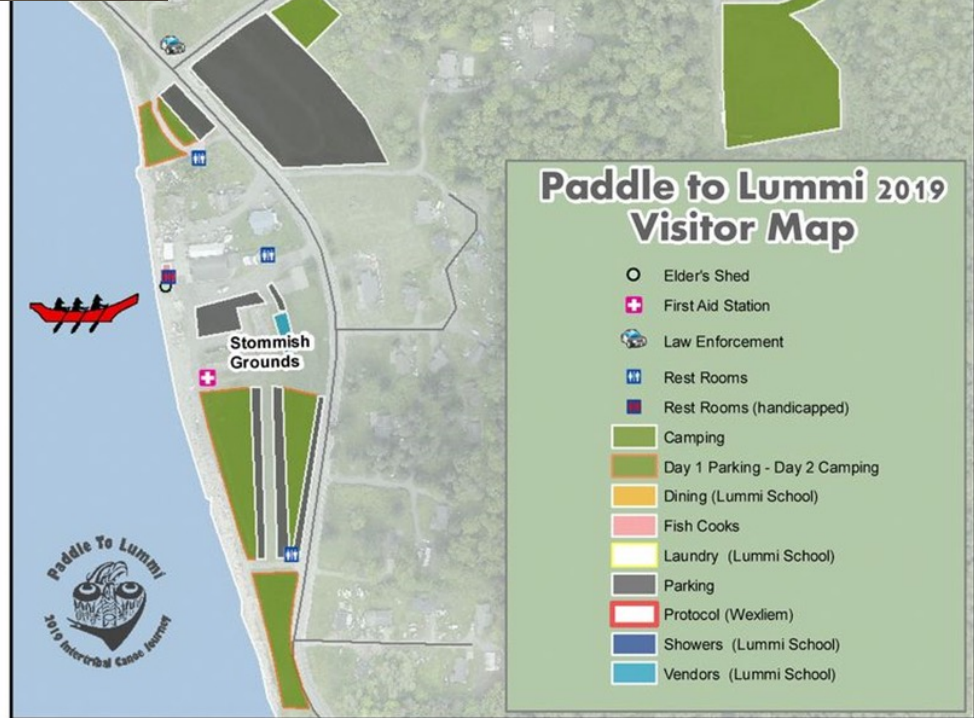 Paddle to Lummi 2019
Visitor Map
Elder's Shed
First Aid Station
Law Enforcement
Rest Rooms
Rest Rooms (handicapped)
Camping
Day 1 Parking - Day 2 Camping
Dining (Lummi School)
Fish Cooks
Laundry (Lummi School)
Parking
Protocol (Wexliem)
Showers (Lummi School)
Vendors (Lummi School)
Stommish
Grounds
Paddle To Lummi
2019 Intertribal Canoe Journey